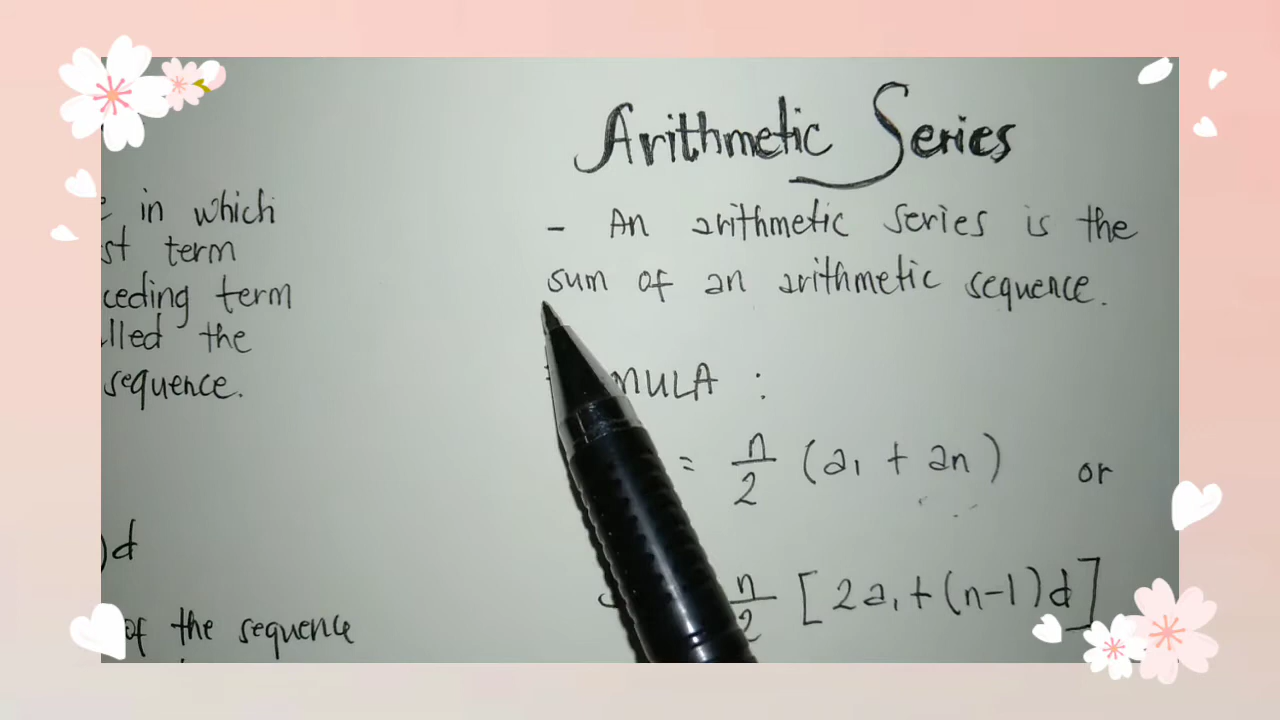 Arithmetic Series
- An arithmetic series is the
sum of an arithmetic sequence.
MULA :
= n/2 (a₁ + an) or
n/2 [2a₁+(n-1)d]
in which
st term
ceding term
lled the
sequence.
)d
of the sequence